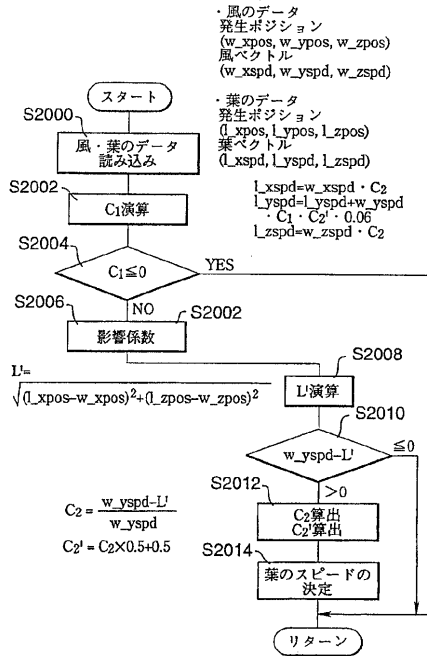 ・風のデータ
発生ポジション
(w_xpos, w_ypos, w_zpos)
風ベクトル
(w_xspd, w_yspd, w_zspd)
・葉のデータ
発生ポジション
(l_xpos, l_ypos, l_zpos)
葉ベクトル
(l_xspd, l_yspd, l_zspd)
l_xspd=w_xspd・C₂
l_yspd=l_yspd+w_yspd
・C₁・C₂'・0.06
l_zspd=w_zspd・C₂
スタート
S2000
風・葉のデータ
読み込み
S2002
C₁演算
S2004
C₁≦0
YES
NO
S2006
S2002
影響係数
L'=
√(l_xpos-w_xpos)²+(l_zpos-w_zpos)²
S2008
L'演算
S2010
w_yspd-L'
≦0
>0
S2012
C₂算出
C₂'算出
C₂ = w_yspd-L' / w_yspd
C₂' = C₂×0.5+0.5
S2014
葉のスピードの
決定
リターン